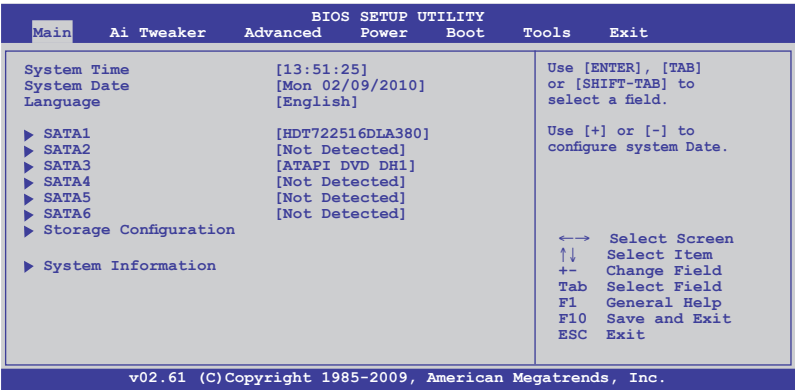 BIOS SETUP UTILITY
Main Ai Tweaker Advanced Power Boot Tools Exit
System Time [13:51:25]
System Date [Mon 02/09/2010]
Language [English]
SATA1 [HDT722516DLA380]
SATA2 [Not Detected]
SATA3 [ATAPI DVD DH1]
SATA4 [Not Detected]
SATA5 [Not Detected]
SATA6 [Not Detected]
Storage Configuration
System Information
Use [ENTER], [TAB]
or [SHIFT-TAB] to
select a field.
Use [+] or [-] to
configure system Date.
←→ Select Screen
↑↓ Select Item
+- Change Field
Tab Select Field
F1 General Help
F10 Save and Exit
ESC Exit
v02.61 (C)Copyright 1985-2009, American Megatrends, Inc.